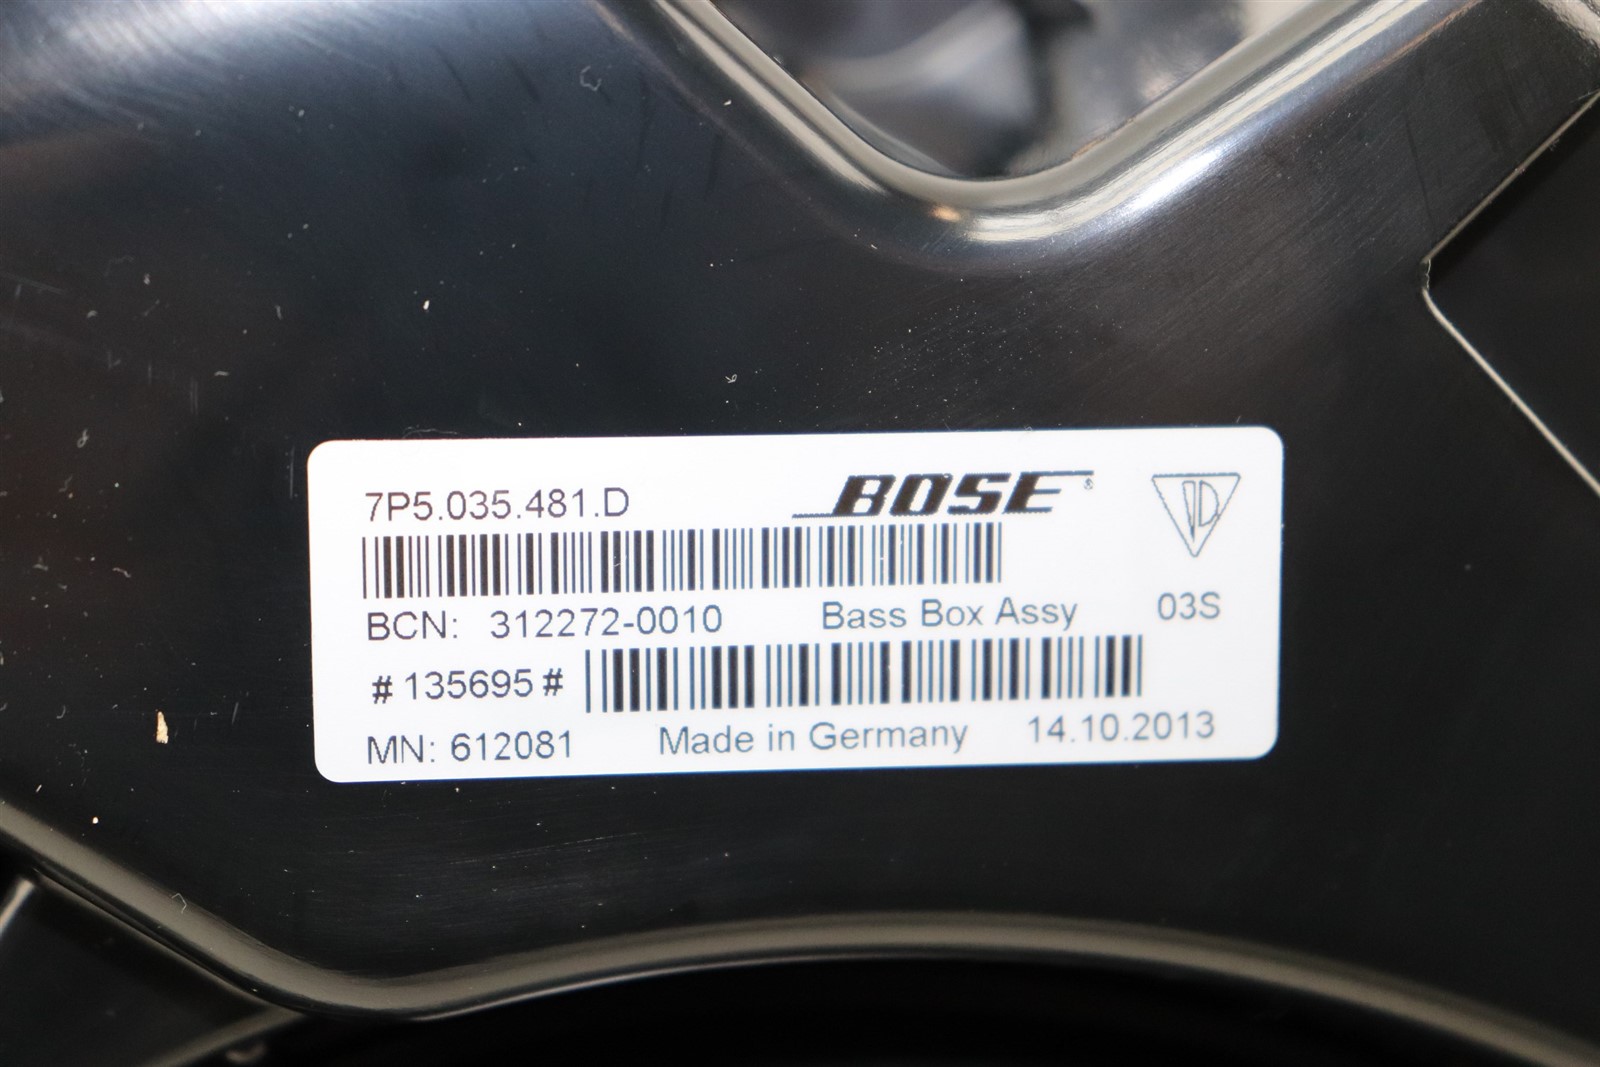 7P5.035.481.D BOSE®
BCN: 312272-0010 Bass Box Assy 03S
#135695#
MN: 612081 Made in Germany 14.10.2013